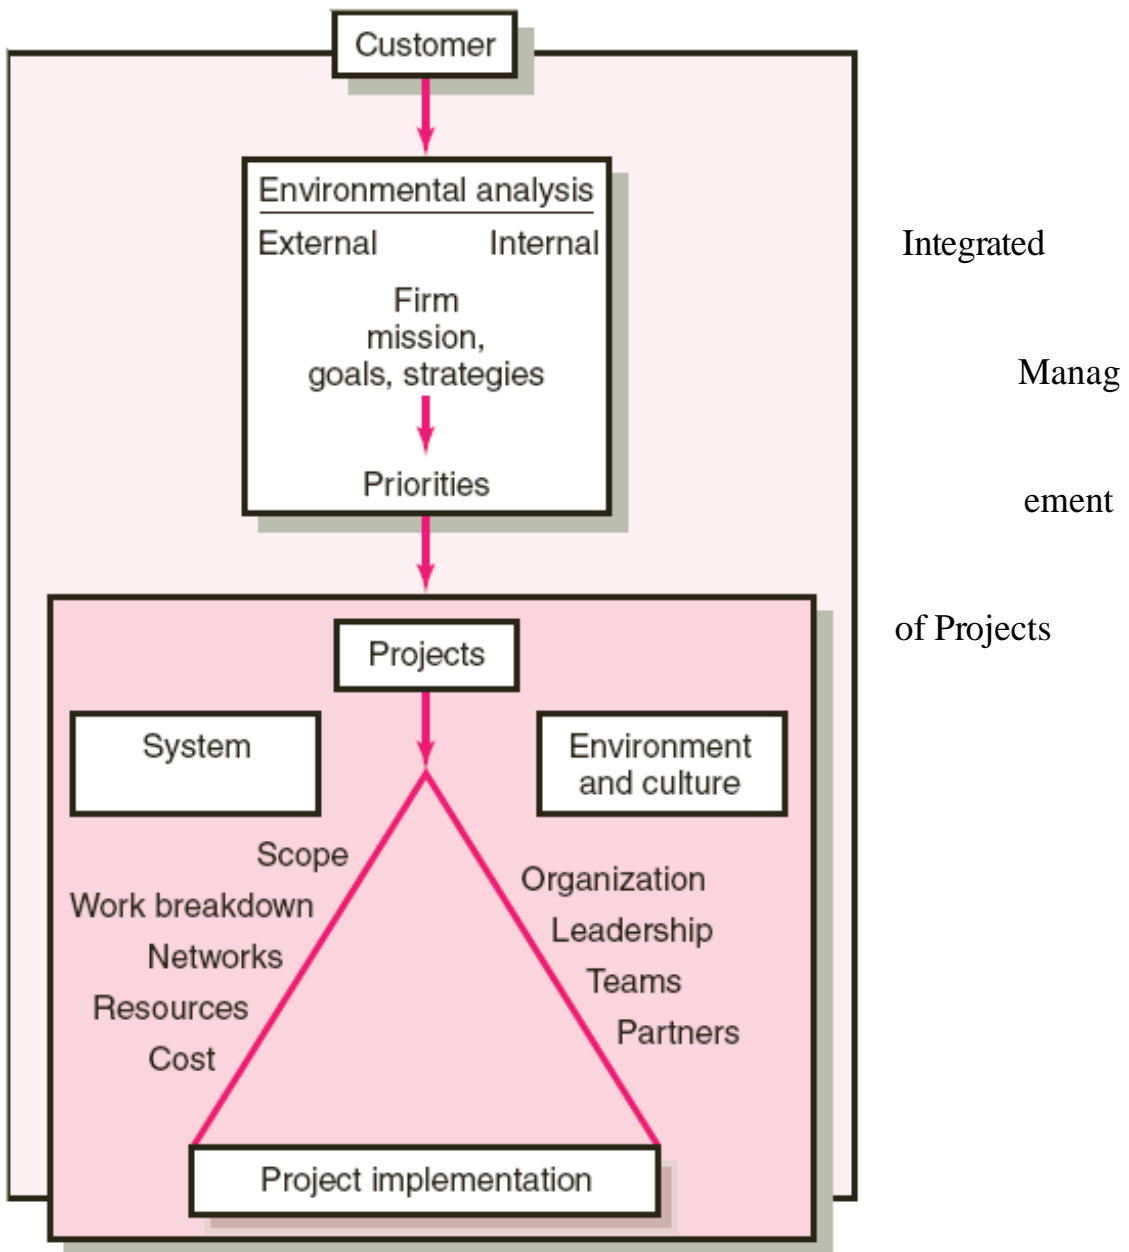 Customer
Environmental analysis
External Internal
Firm
mission,
goals, strategies
Priorities
Projects
System
Environment
and culture
Scope
Work breakdown
Networks
Resources
Cost
Organization
Leadership
Teams
Partners
Project implementation
Integrated
Manag
ement
of Projects